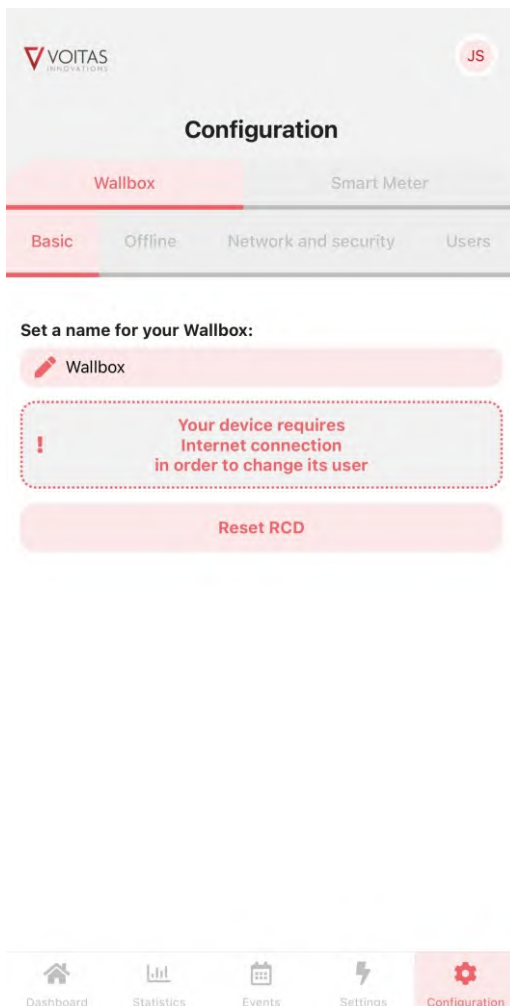 VOITAS
INNOVATIONS
JS
Configuration
Wallbox
Smart Meter
Basic
Offline
Network and security
Users
Set a name for your Wallbox:
Wallbox
!
Your device requires
Internet connection
in order to change its user
Reset RCD
Dashboard
Statistics
Events
Settings
Configuration